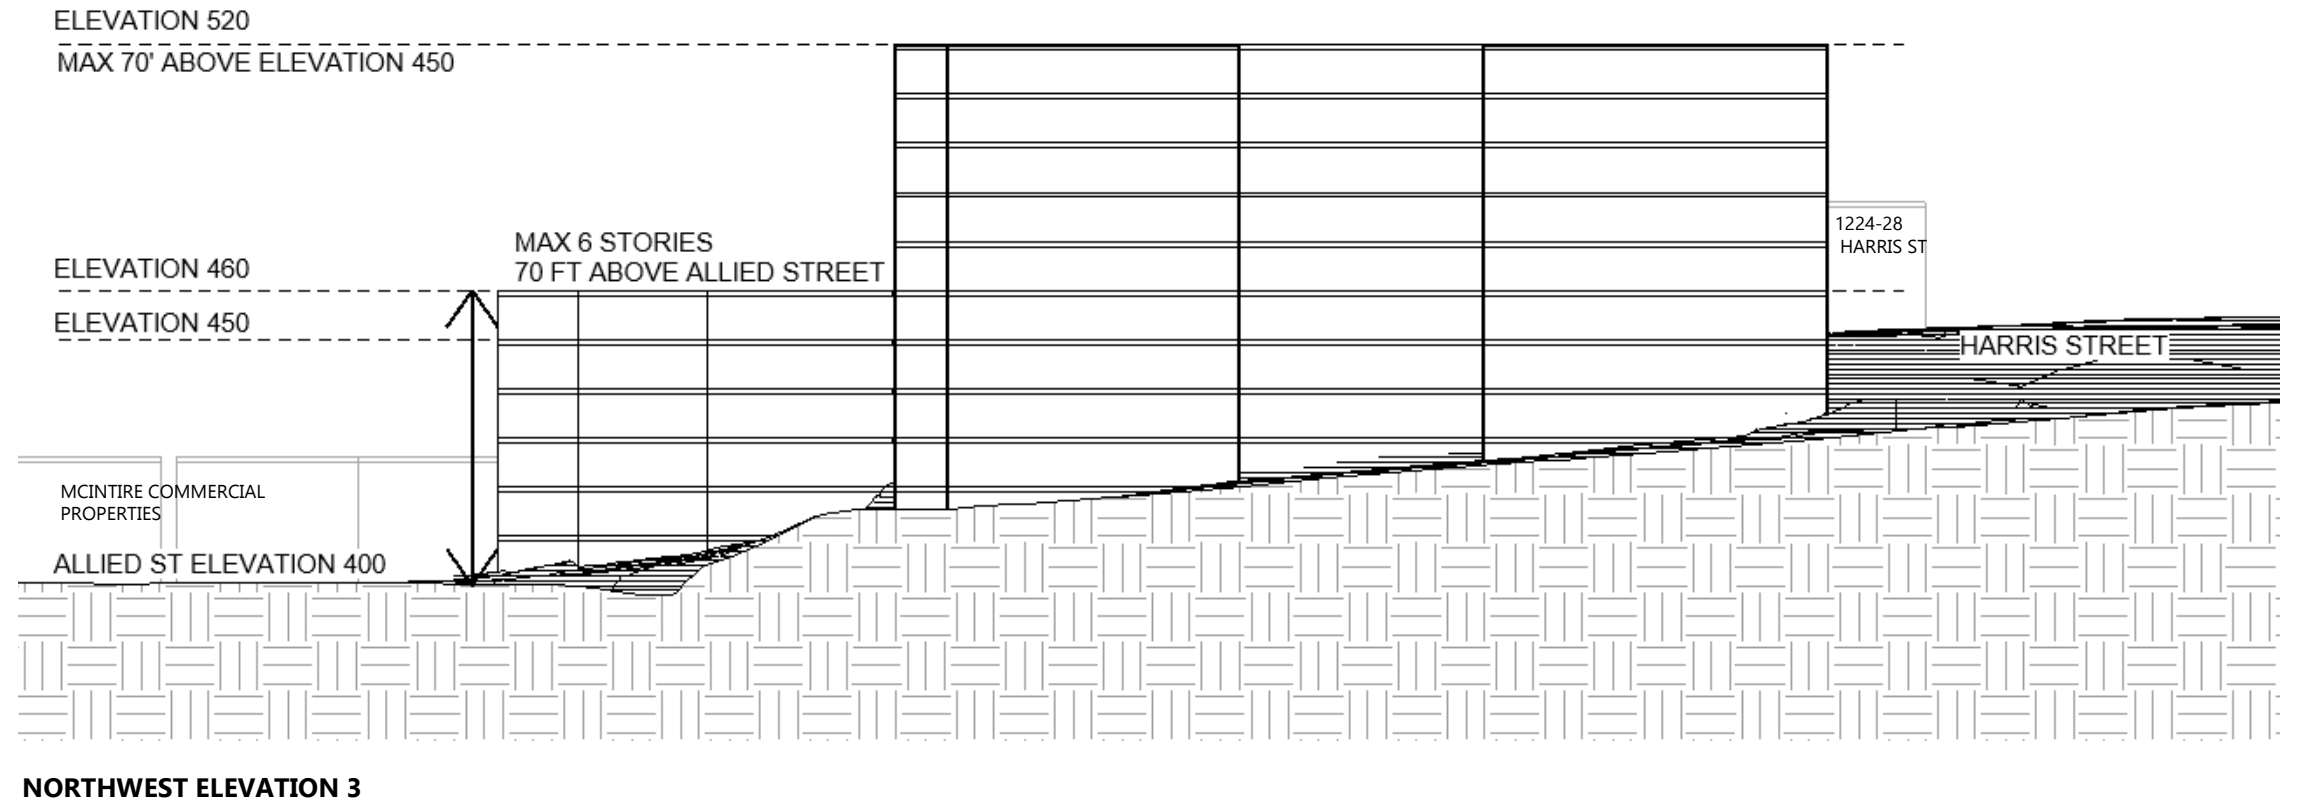 ELEVATION 520
MAX 70' ABOVE ELEVATION 450
1224-28
HARRIS ST
MAX 6 STORIES
70 FT ABOVE ALLIED STREET
ELEVATION 460
ELEVATION 450
HARRIS STREET
MCINTIRE COMMERCIAL
PROPERTIES
ALLIED ST ELEVATION 400
NORTHWEST ELEVATION 3